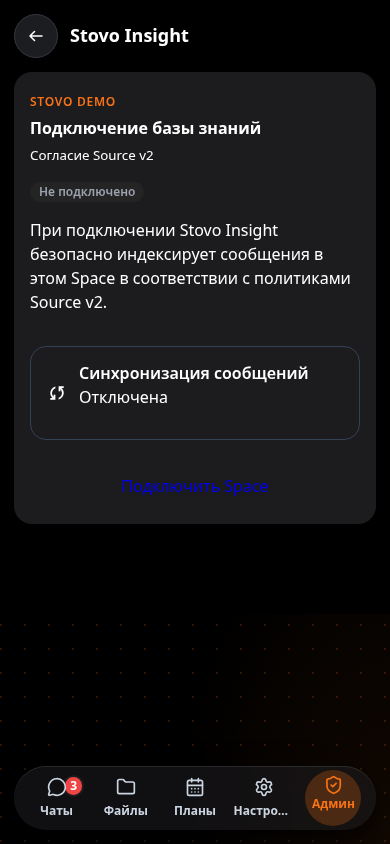 Stovo Insight
STOVO DEMO
Подключение базы знаний
Согласие Source v2
Не подключено
При подключении Stovo Insight
безопасно индексирует сообщения в
этом Space в соответствии с политиками
Source v2.
Синхронизация сообщений
Отключена
Подключить Space
3
Чаты
Файлы
Планы
Настро...
Админ